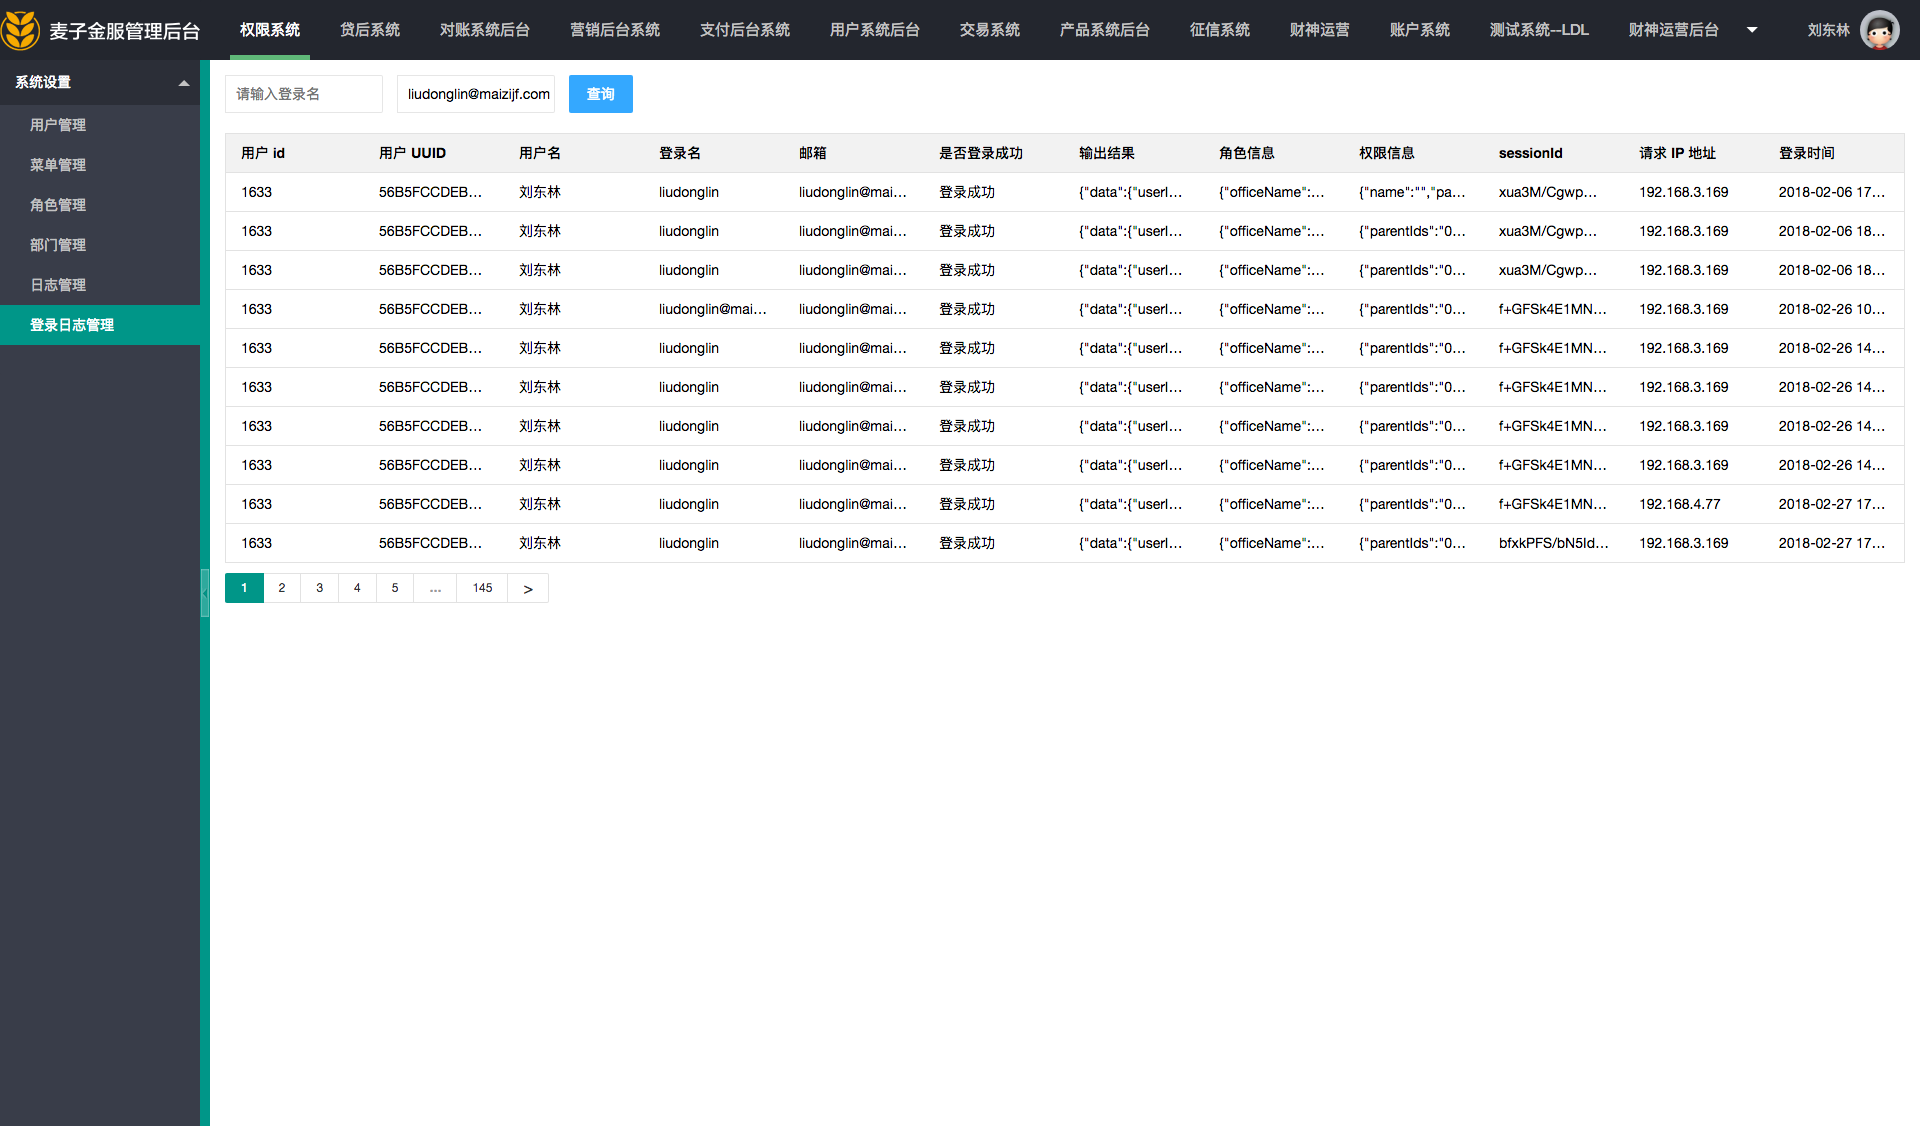 麦子金服管理后台 权限系统 贷后系统 对账系统后台 营销后台系统 支付后台系统 用户系统后台 交易系统 产品系统后台 征信系统 财神运营 账户系统 测试系统--LDL 财神运营后台 刘东林
系统设置
用户管理
菜单管理
角色管理
部门管理
日志管理
登录日志管理
请输入登录名 liudonglin@maizijf.com 查询
用户 id 用户 UUID 用户名 登录名 邮箱 是否登录成功 输出结果 角色信息 权限信息 sessionId 请求 IP 地址 登录时间
1633 56B5FCCDEB... 刘东林 liudonglin liudonglin@mai... 登录成功 {"data":{"userI... {"officeName":... {"name":"","pa... xua3M/Cgwp... 192.168.3.169 2018-02-06 17...
1633 56B5FCCDEB... 刘东林 liudonglin liudonglin@mai... 登录成功 {"data":{"userI... {"officeName":... {"parentIds":"0... xua3M/Cgwp... 192.168.3.169 2018-02-06 18...
1633 56B5FCCDEB... 刘东林 liudonglin liudonglin@mai... 登录成功 {"data":{"userI... {"officeName":... {"parentIds":"0... xua3M/Cgwp... 192.168.3.169 2018-02-06 18...
1633 56B5FCCDEB... 刘东林 liudonglin@mai... liudonglin@mai... 登录成功 {"data":{"userI... {"officeName":... {"parentIds":"0... f+GFSk4E1MN... 192.168.3.169 2018-02-26 10...
1633 56B5FCCDEB... 刘东林 liudonglin liudonglin@mai... 登录成功 {"data":{"userI... {"officeName":... {"parentIds":"0... f+GFSk4E1MN... 192.168.3.169 2018-02-26 14...
1633 56B5FCCDEB... 刘东林 liudonglin liudonglin@mai... 登录成功 {"data":{"userI... {"officeName":... {"parentIds":"0... f+GFSk4E1MN... 192.168.3.169 2018-02-26 14...
1633 56B5FCCDEB... 刘东林 liudonglin liudonglin@mai... 登录成功 {"data":{"userI... {"officeName":... {"parentIds":"0... f+GFSk4E1MN... 192.168.3.169 2018-02-26 14...
1633 56B5FCCDEB... 刘东林 liudonglin liudonglin@mai... 登录成功 {"data":{"userI... {"officeName":... {"parentIds":"0... f+GFSk4E1MN... 192.168.3.169 2018-02-26 14...
1633 56B5FCCDEB... 刘东林 liudonglin liudonglin@mai... 登录成功 {"data":{"userI... {"officeName":... {"parentIds":"0... f+GFSk4E1MN... 192.168.4.77 2018-02-27 17...
1633 56B5FCCDEB... 刘东林 liudonglin liudonglin@mai... 登录成功 {"data":{"userI... {"officeName":... {"parentIds":"0... bfxkPFS/bN5Id... 192.168.3.169 2018-02-27 17...
1 2 3 4 5 ... 145 >